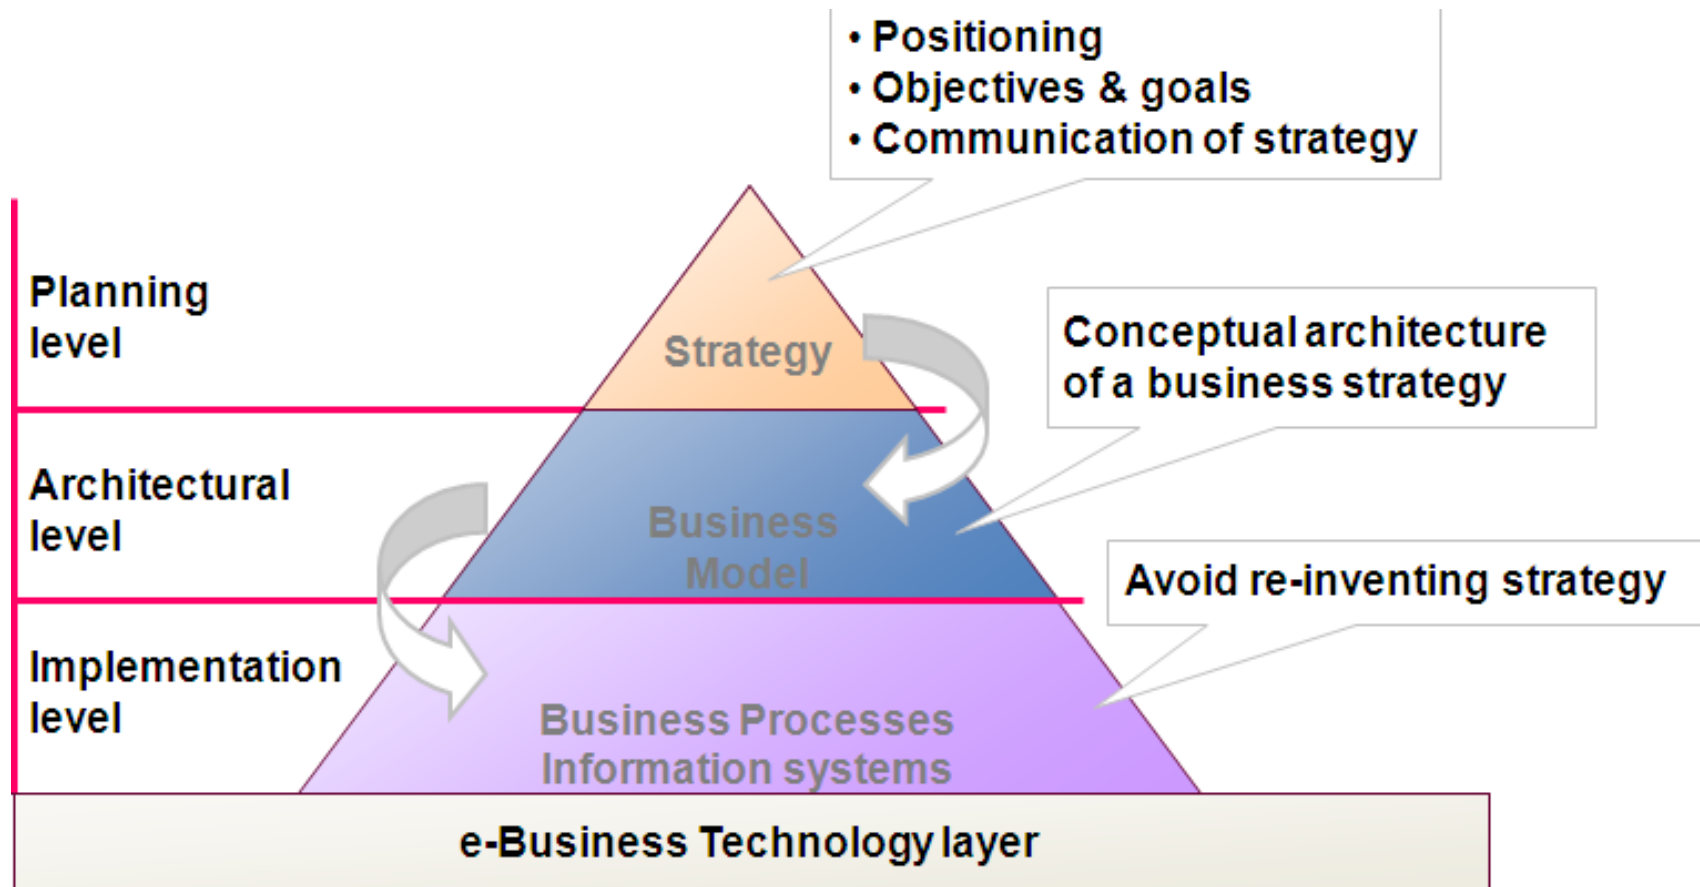 • Positioning
• Objectives & goals
• Communication of strategy
Planning
level
Strategy
Conceptual architecture
of a business strategy
Architectural
level
Business
Model
Avoid re-inventing strategy
Implementation
level
Business Processes
Information systems
e-Business Technology layer